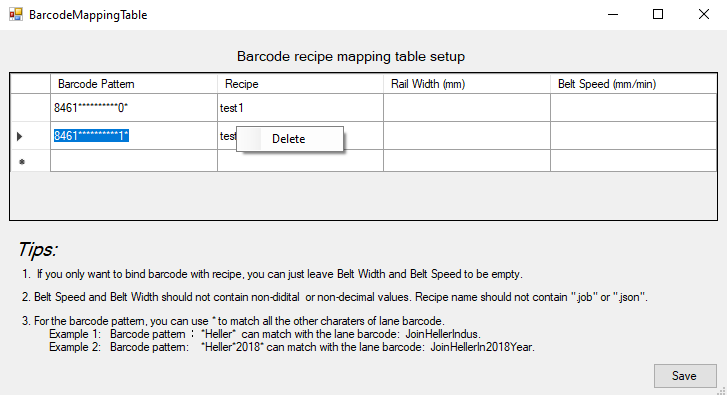 BarcodeMappingTable
Barcode recipe mapping table setup
Barcode Pattern Recipe Rail Width (mm) Belt Speed (mm/min)
8461**********0* test1
8461**********1* test
Delete
*
Tips:
1. If you only want to bind barcode with recipe, you can just leave Belt Width and Belt Speed to be empty.
2. Belt Speed and Belt Width should not contain non-didital or non-decimal values. Recipe name should not contain ".job" or ".json".
3. For the barcode pattern, you can use * to match all the other charaters of lane barcode.
Example 1: Barcode pattern： *Heller* can match with the lane barcode: JoinHellerIndus.
Example 2: Barcode pattern: *Heller*2018* can match with the lane barcode: JoinHellerIn2018Year.
Save